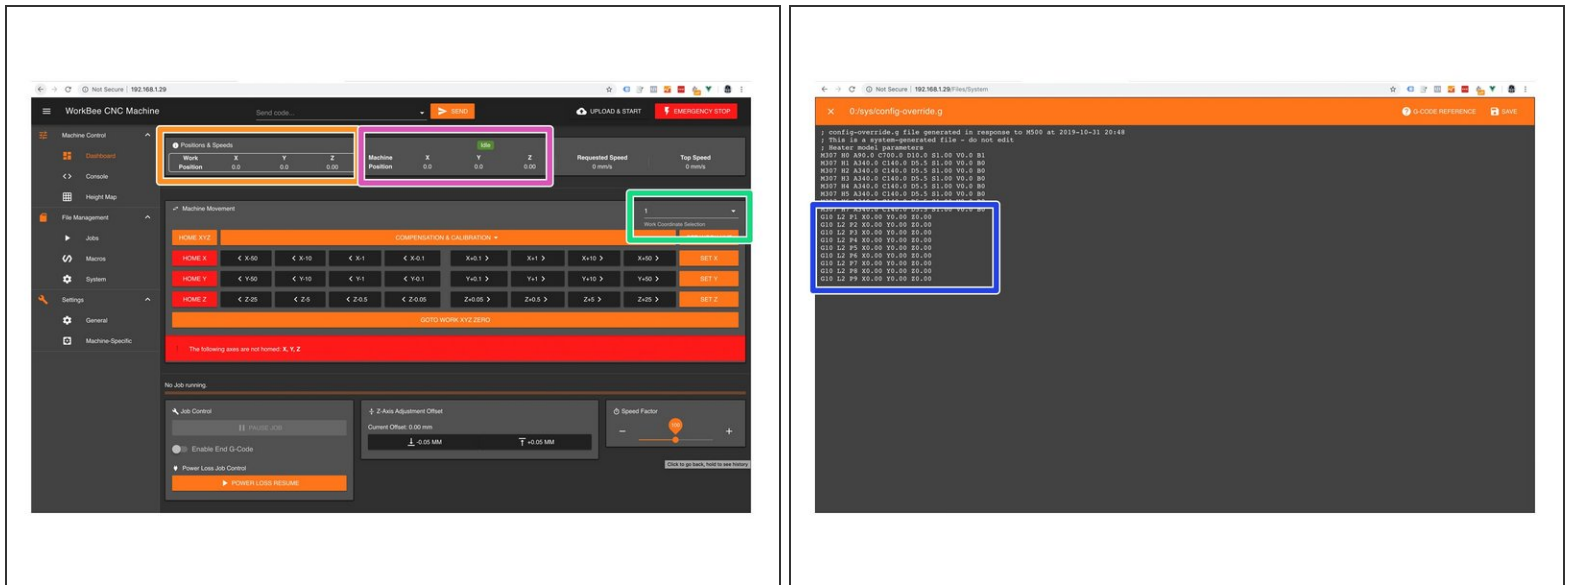 Not Secure | 192.168.1.29
WorkBee CNC Machine
Send code...
SEND
UPLOAD & START
EMERGENCY STOP
Machine Control
Dashboard
Console
Height Map
File Management
Jobs
Macros
System
Settings
General
Machine-Specific
Positions & Speeds
Idle
Work Position X Y Z
0.0 0.0 0.00
Machine Position X Y Z
0.0 0.0 0.00
Requested Speed
0 mm/s
Top Speed
0 mm/s
Machine Movement
1
Work Coordinate Selection
HOME XYZ
COMPENSATION & CALIBRATION
HOME X X-50 X-10 X-1 X-0.1 X+0.1 X+1 X+10 X+50 SET X
HOME Y Y-50 Y-10 Y-1 Y-0.1 Y+0.1 Y+1 Y+10 Y+50 SET Y
HOME Z Z-25 Z-5 Z-0.5 Z-0.05 Z+0.05 Z+0.5 Z+5 Z+25 SET Z
GOTO WORK XYZ ZERO
! The following axes are not homed: X, Y, Z
No Job running.
Job Control
PAUSE JOB
Enable End G-Code
Power Loss Job Control
POWER LOSS RESUME
Z-Axis Adjustment Offset
Current Offset: 0.00 mm
-0.05 MM
+0.05 MM
Speed Factor
100
Click to go back, hold to see history
Not Secure | 192.168.1.29/Files/System
0:/sys/config-override.g
G-CODE REFERENCE
SAVE
; config-override.g file generated in response to M500 at 2019-10-31 20:48
; This is a system-generated file - do not edit
; Heater model parameters
M307 H0 A90.0 C700.0 D10.0 S1.00 V0.0 B1
M307 H1 A340.0 C140.0 D5.5 S1.00 V0.0 B0
M307 H2 A340.0 C140.0 D5.5 S1.00 V0.0 B0
M307 H3 A340.0 C140.0 D5.5 S1.00 V0.0 B0
M307 H4 A340.0 C140.0 D5.5 S1.00 V0.0 B0
M307 H5 A340.0 C140.0 D5.5 S1.00 V0.0 B0
M307 H7 A340.0 C140.0 D5.5 S1.00 V0.0 B0
G10 L2 P1 X0.00 Y0.00 Z0.00
G10 L2 P2 X0.00 Y0.00 Z0.00
G10 L2 P3 X0.00 Y0.00 Z0.00
G10 L2 P4 X0.00 Y0.00 Z0.00
G10 L2 P5 X0.00 Y0.00 Z0.00
G10 L2 P6 X0.00 Y0.00 Z0.00
G10 L2 P7 X0.00 Y0.00 Z0.00
G10 L2 P8 X0.00 Y0.00 Z0.00
G10 L2 P9 X0.00 Y0.00 Z0.00